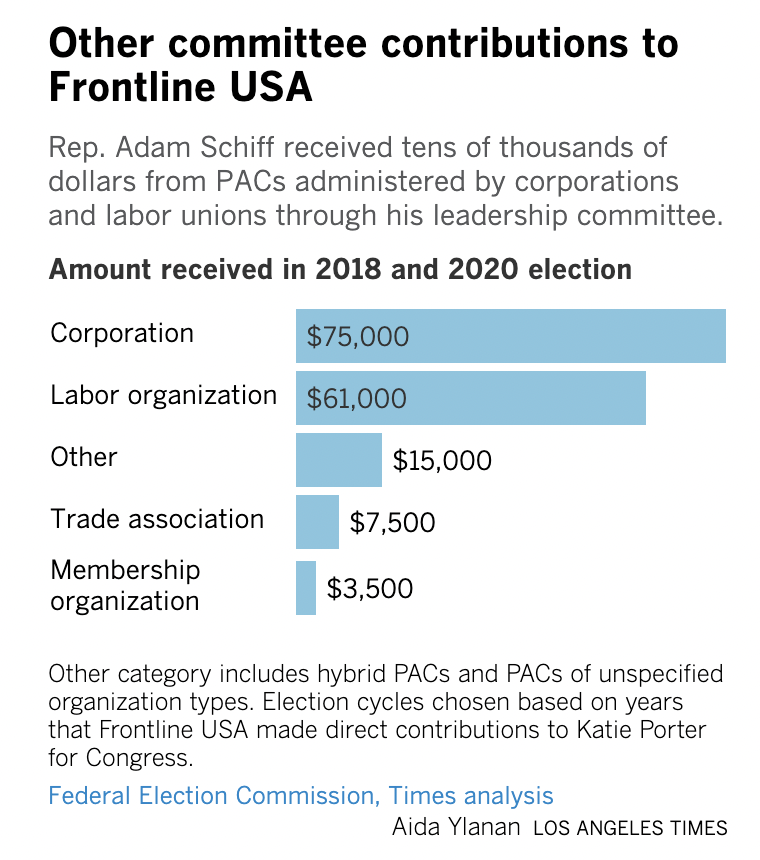 Other committee contributions to
Frontline USA
Rep. Adam Schiff received tens of thousands of
dollars from PACs administered by corporations
and labor unions through his leadership committee.
Amount received in 2018 and 2020 election
Corporation $75,000
Labor organization $61,000
Other $15,000
Trade association $7,500
Membership
organization $3,500
Other category includes hybrid PACs and PACs of unspecified
organization types. Election cycles chosen based on years
that Frontline USA made direct contributions to Katie Porter
for Congress.
Federal Election Commission, Times analysis
Aida Ylanan LOS ANGELES TIMES